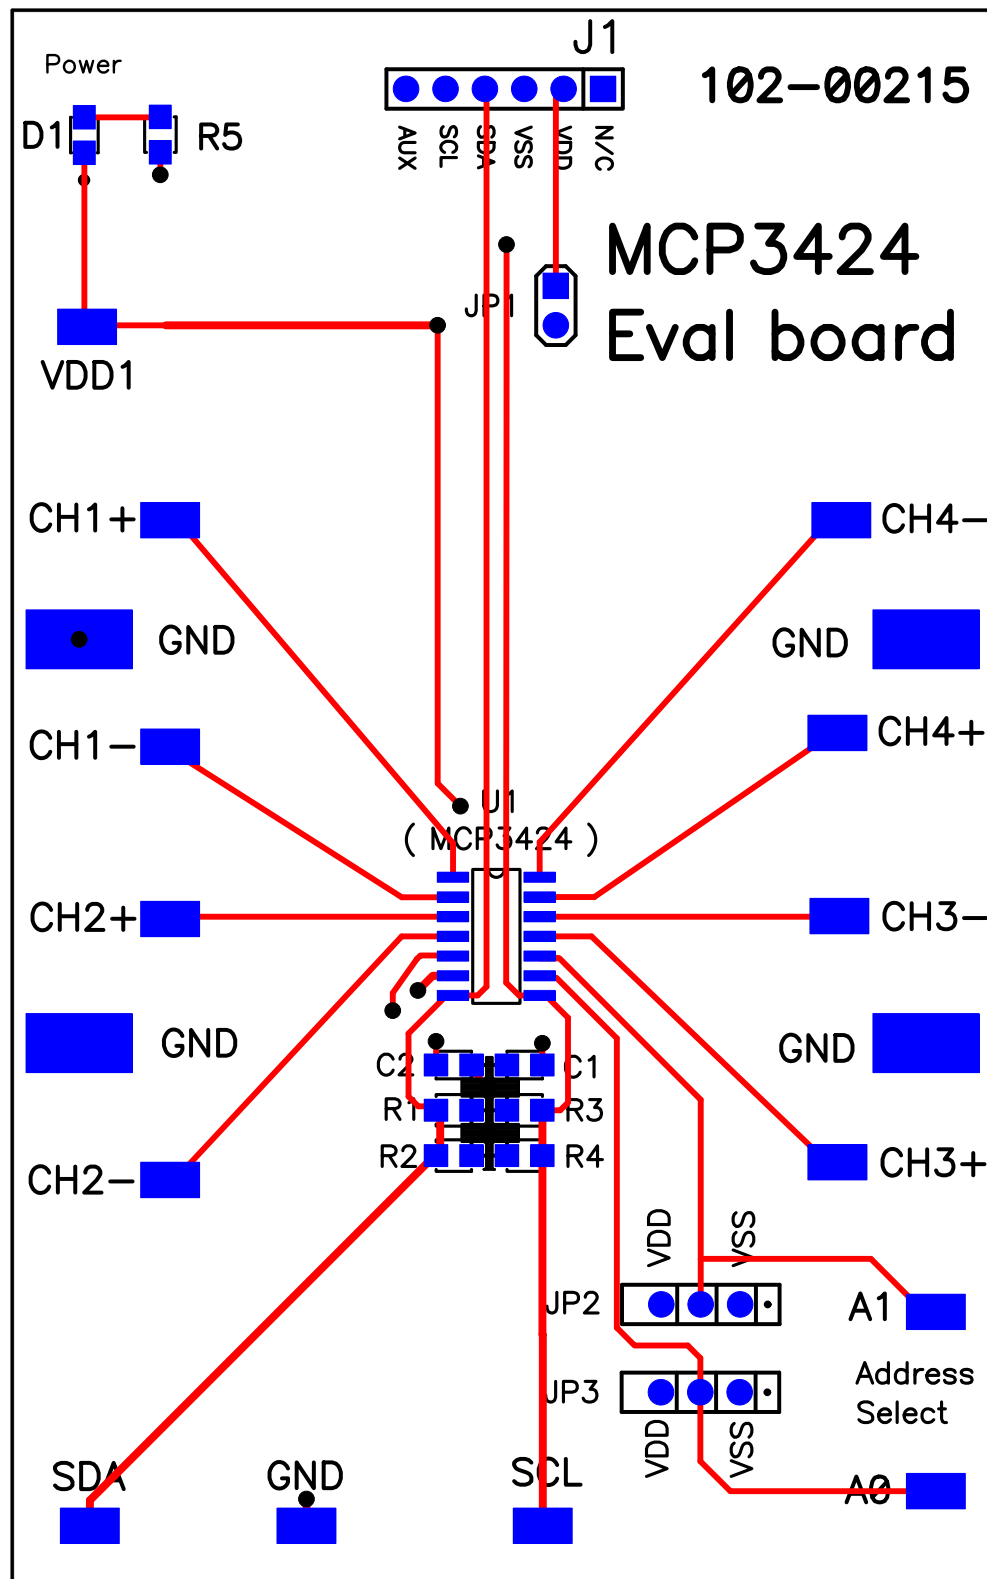 J1
Power
102-00215
D1
R5
AUX
SCL
SDA
VSS
VDD
N/C
MCP3424
JP1
Eval board
VDD1
CH1+
CH4-
GND
GND
CH1-
CH4+
U1
( MCP3424 )
CH2+
CH3-
GND
GND
C2
C1
R1
R3
R2
R4
CH2-
CH3+
VDD
VSS
JP2
A1
Address
Select
JP3
VDD
VSS
SDA
GND
SCL
A0